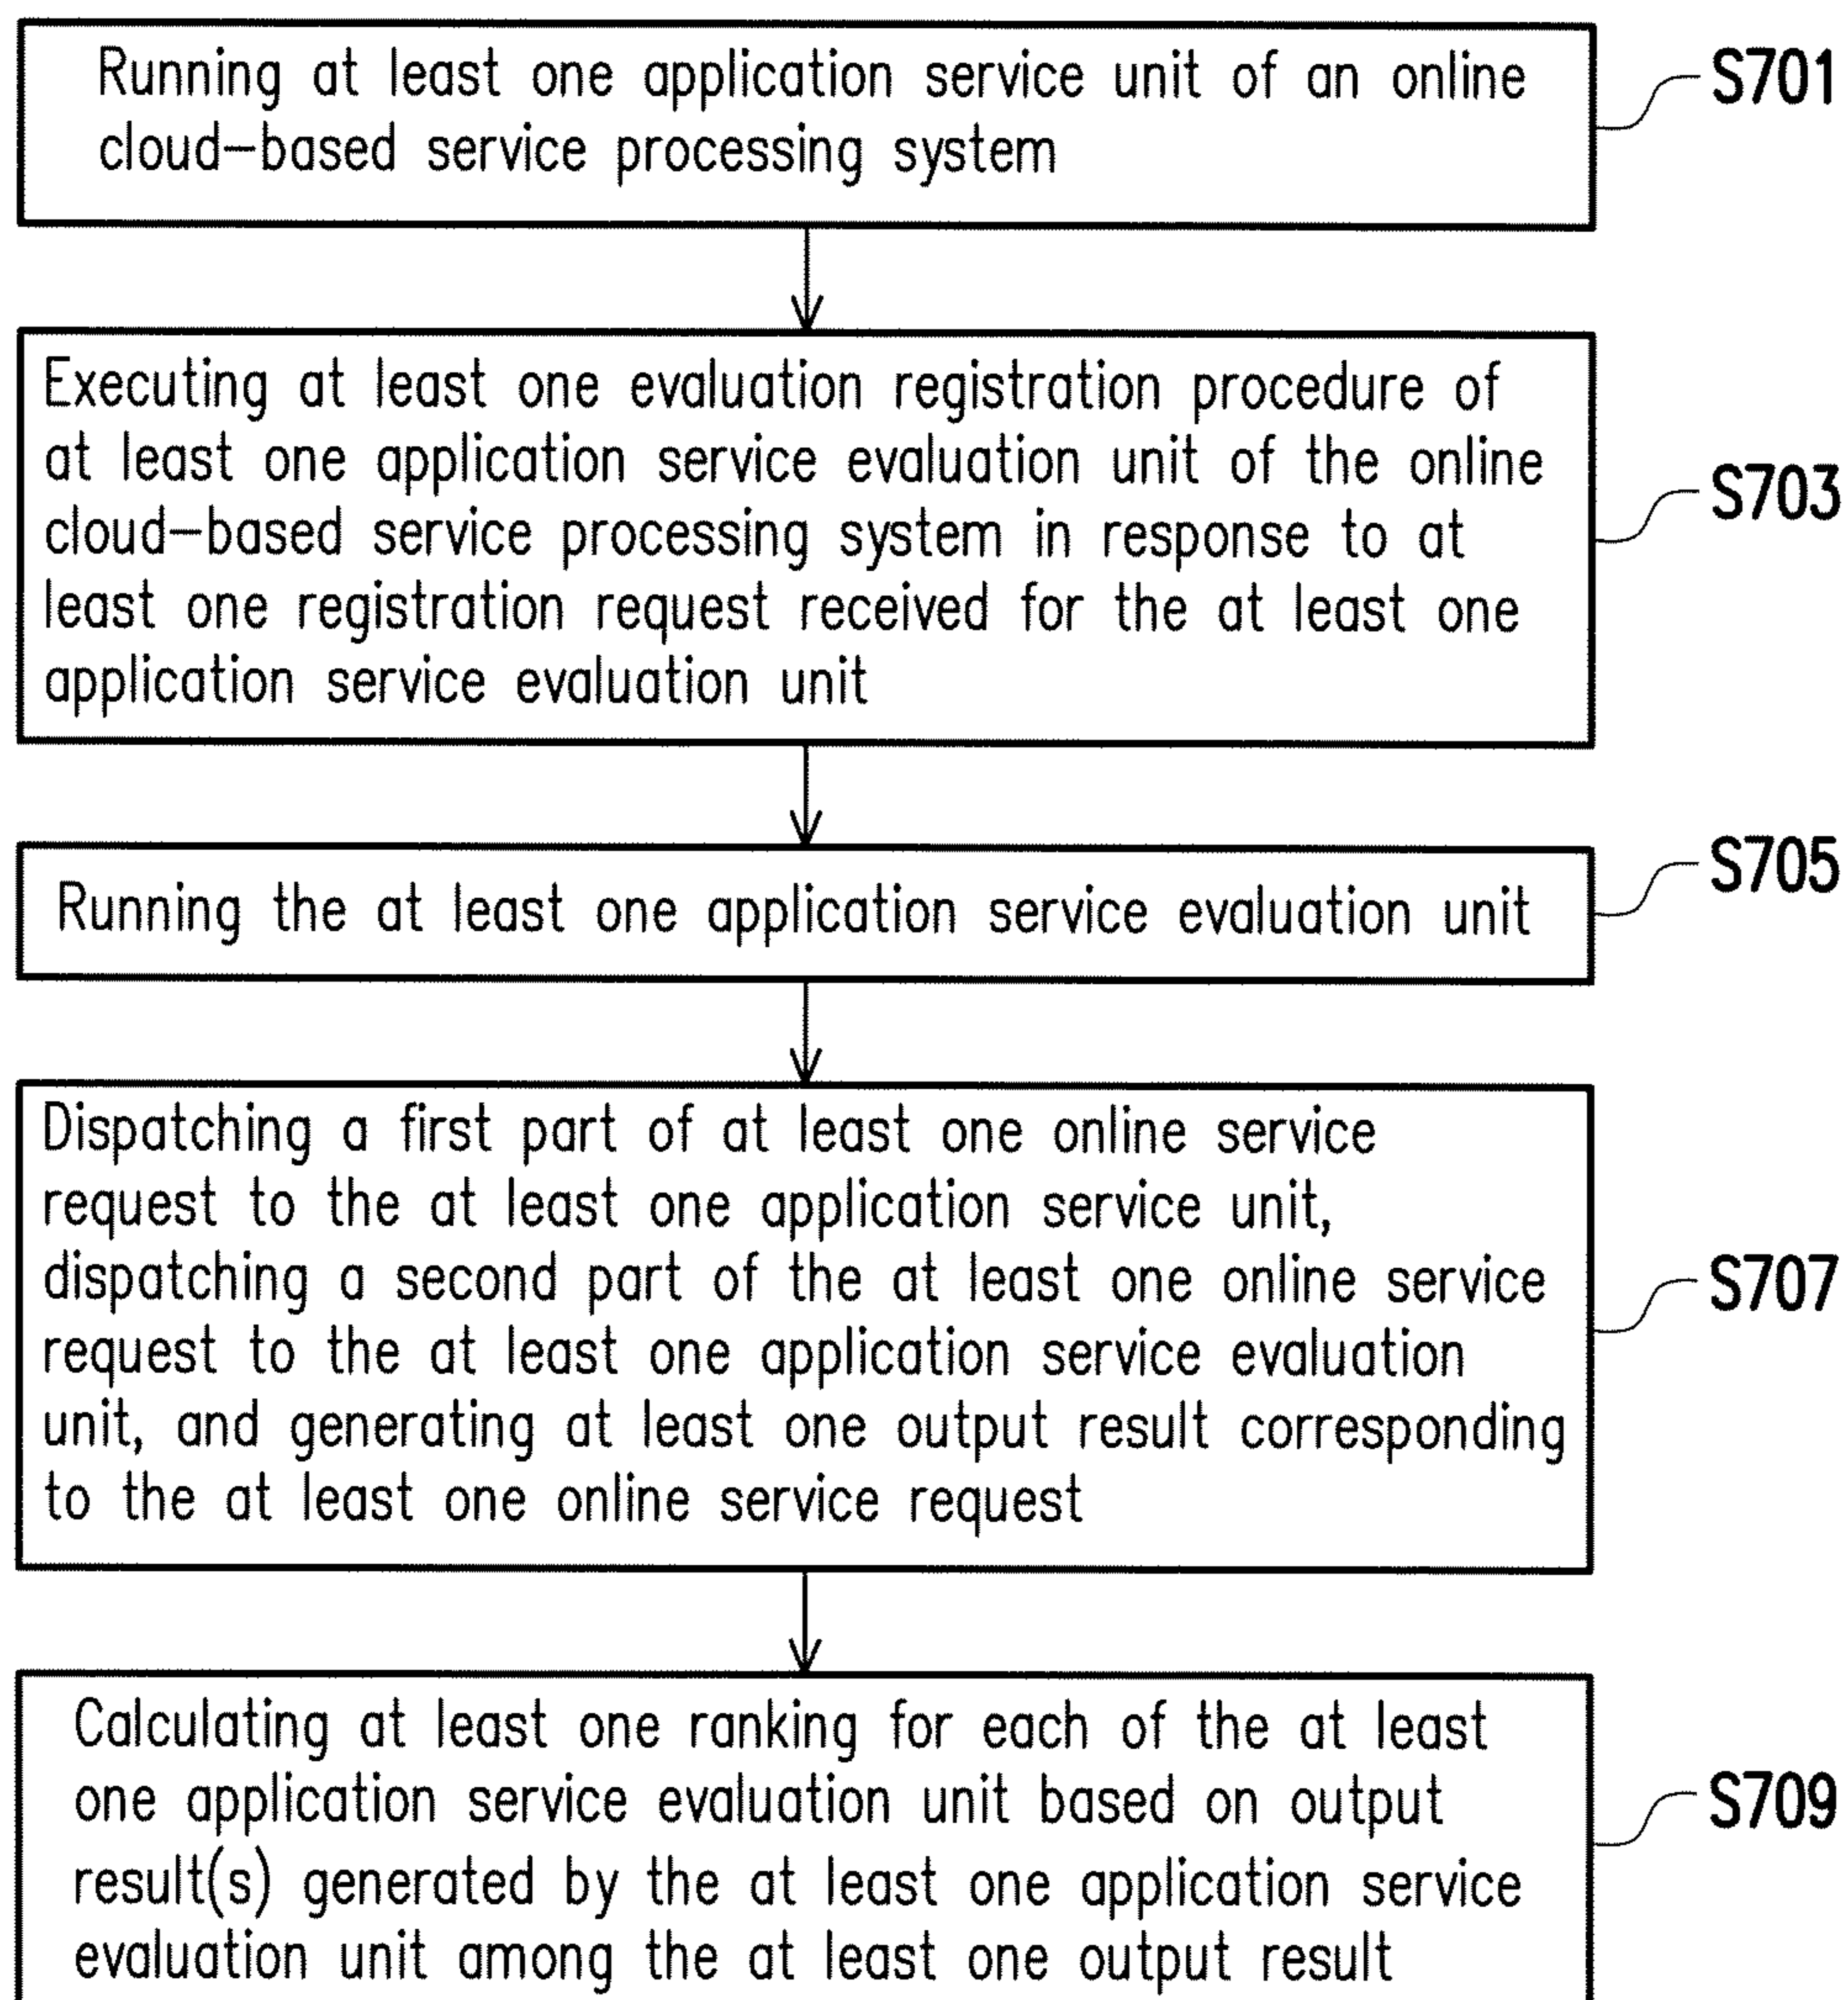 Running at least one application service unit of an online
cloud-based service processing system
S701
Executing at least one evaluation registration procedure of
at least one application service evaluation unit of the online
cloud-based service processing system in response to at
least one registration request received for the at least one
application service evaluation unit
S703
Running the at least one application service evaluation unit
S705
Dispatching a first part of at least one online service
request to the at least one application service unit,
dispatching a second part of the at least one online service
request to the at least one application service evaluation
unit, and generating at least one output result corresponding
to the at least one online service request
S707
Calculating at least one ranking for each of the at least
one application service evaluation unit based on output
result(s) generated by the at least one application service
evaluation unit among the at least one output result
S709